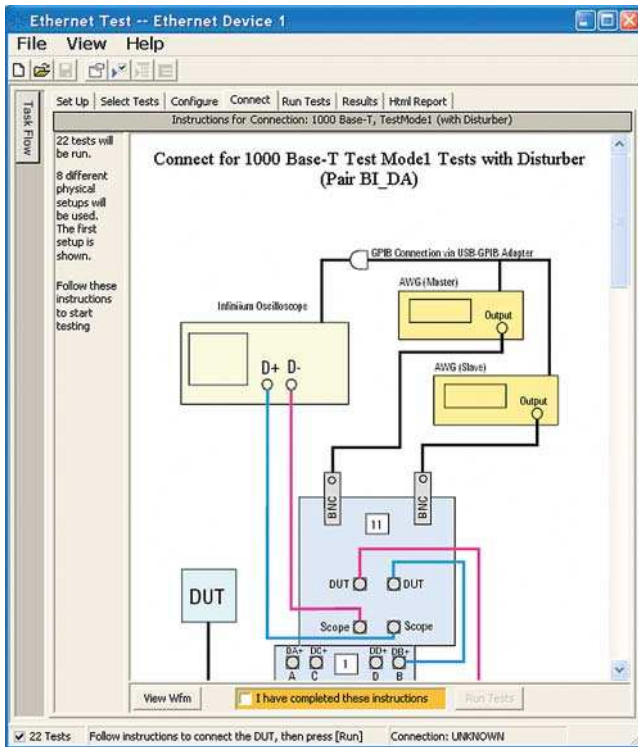 Ethernet Test -- Ethernet Device 1
File View Help
Task Flow
Set Up Select Tests Configure Connect Run Tests Results Html Report
Instructions for Connection: 1000 Base-T, TestMode1 (with Disturber)
22 tests will
be run.
8 different
physical
setups will
be used.
The first
setup is
shown.
Follow these
instructions
to start
testing
Connect for 1000 Base-T Test Mode1 Tests with Disturber
(Pair BI_DA)
GPIB Connection via USB-GPIB Adapter
AWG (Master)
Output
Infiniium Oscilloscope
D+ D-
AWG (Slave)
Output
BNC
BNC
11
DUT
DUT
DUT
Scope
Scope
DA+ DC+ 1 DD+ DB+
A C D B
View Wfm
I have completed these instructions
Run Tests
22 Tests
Follow instructions to connect the DUT, then press [Run]
Connection: UNKNOWN